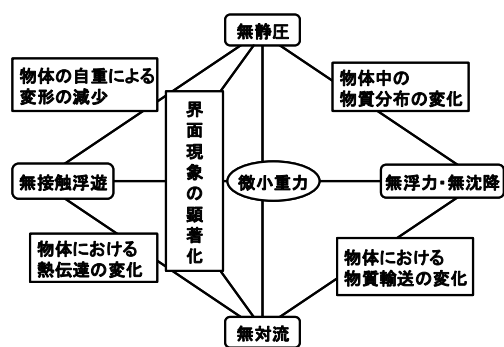 無静圧
物体の自重による
変形の減少
物体中の
物質分布の変化
界面現象の顕著化
無接触浮遊
微小重力
無浮力・無沈降
物体における
熱伝達の変化
物体における
物質輸送の変化
無対流